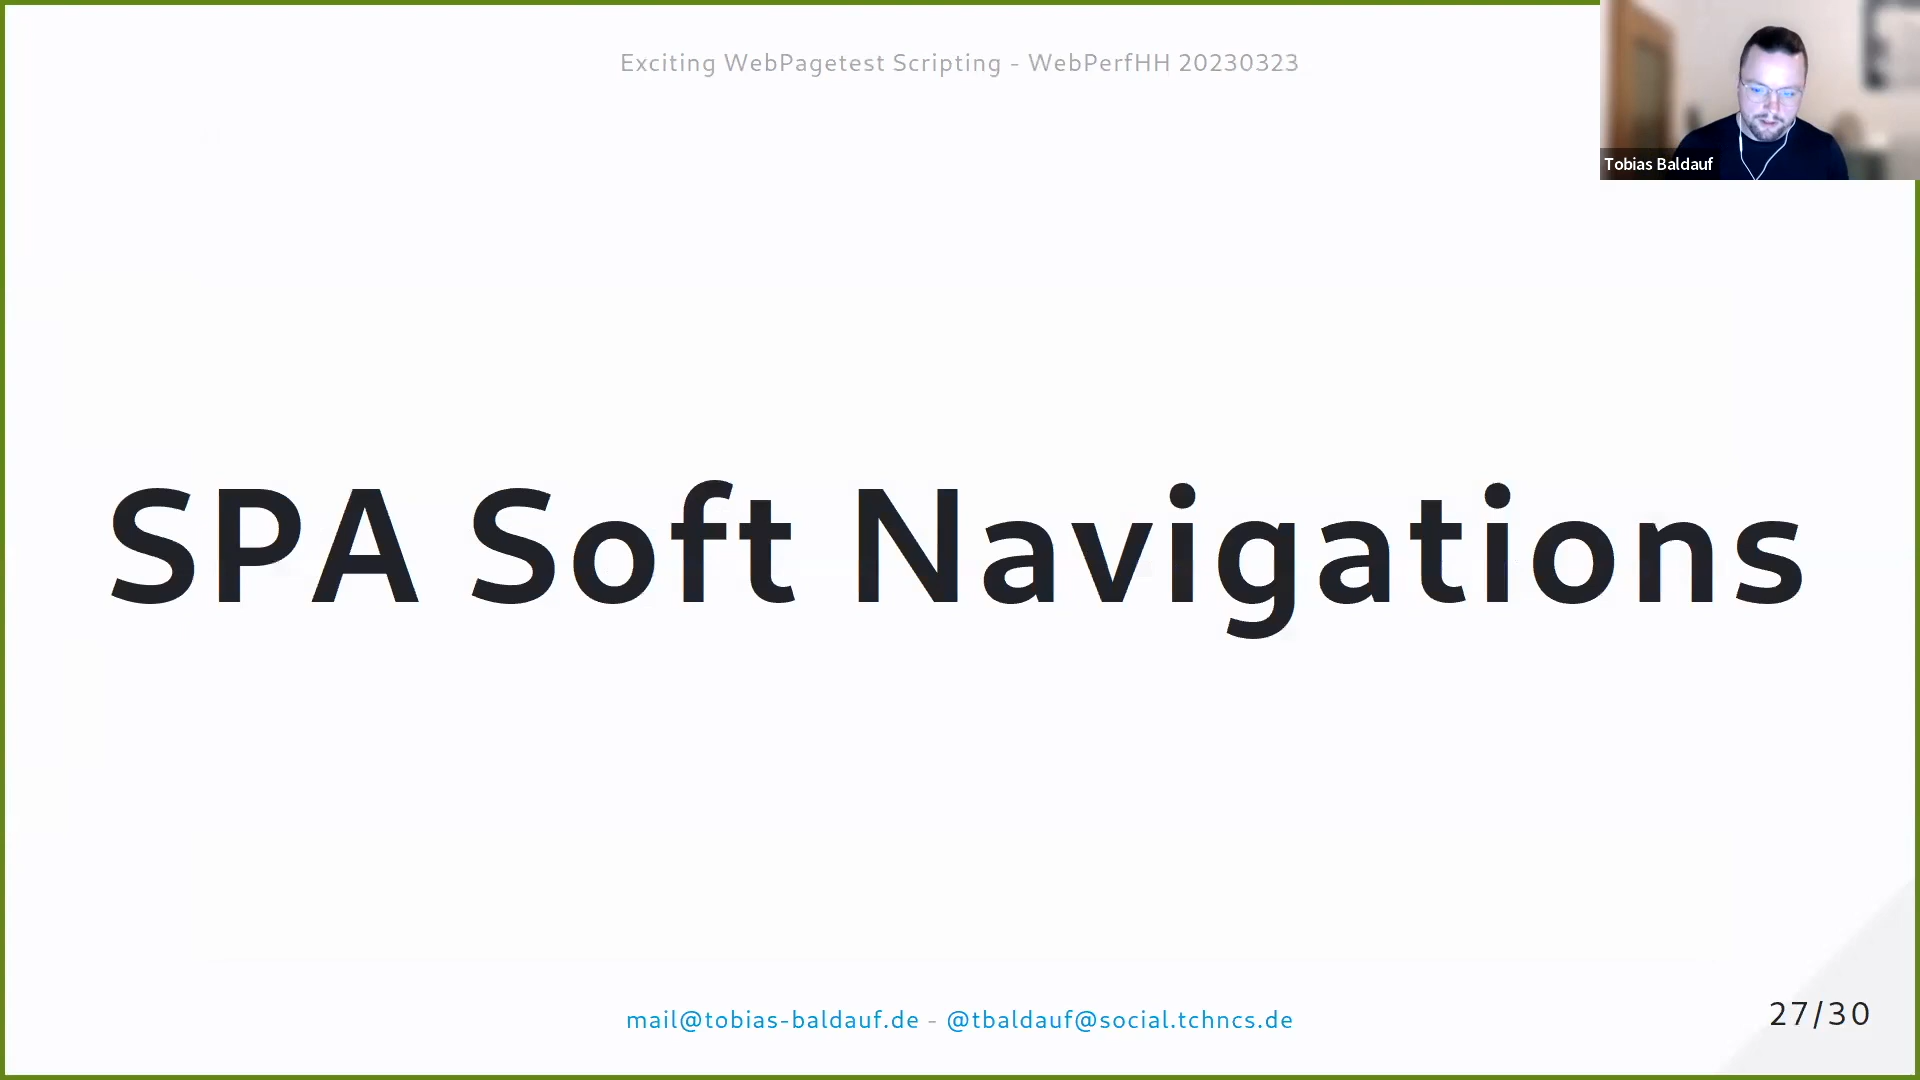 Exciting WebPagetest Scripting - WebPerfHH 20230323
Tobias Baldauf
SPA Soft Navigations
mail@tobias-baldauf.de - @tbaldauf@social.tchncs.de
27/30